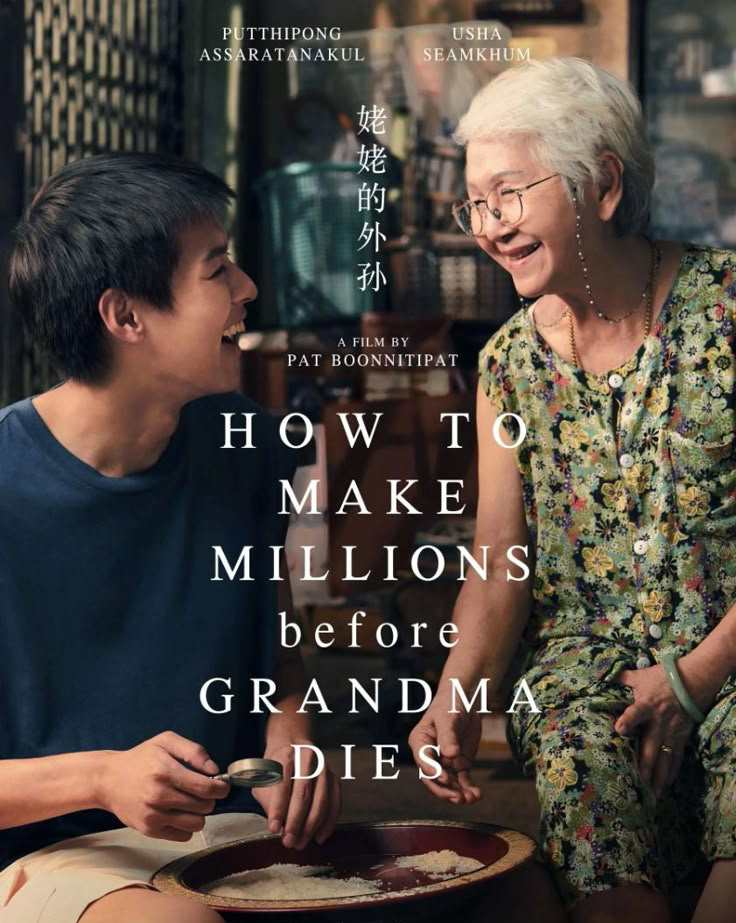 PUTTHIPONG
ASSARATANAKUL
USHA
SEAMKHUM
姥姥的外孙
A FILM BY
PAT BOONNITIPAT
HOW TO
MAKE
MILLIONS
before
GRANDMA
DIES